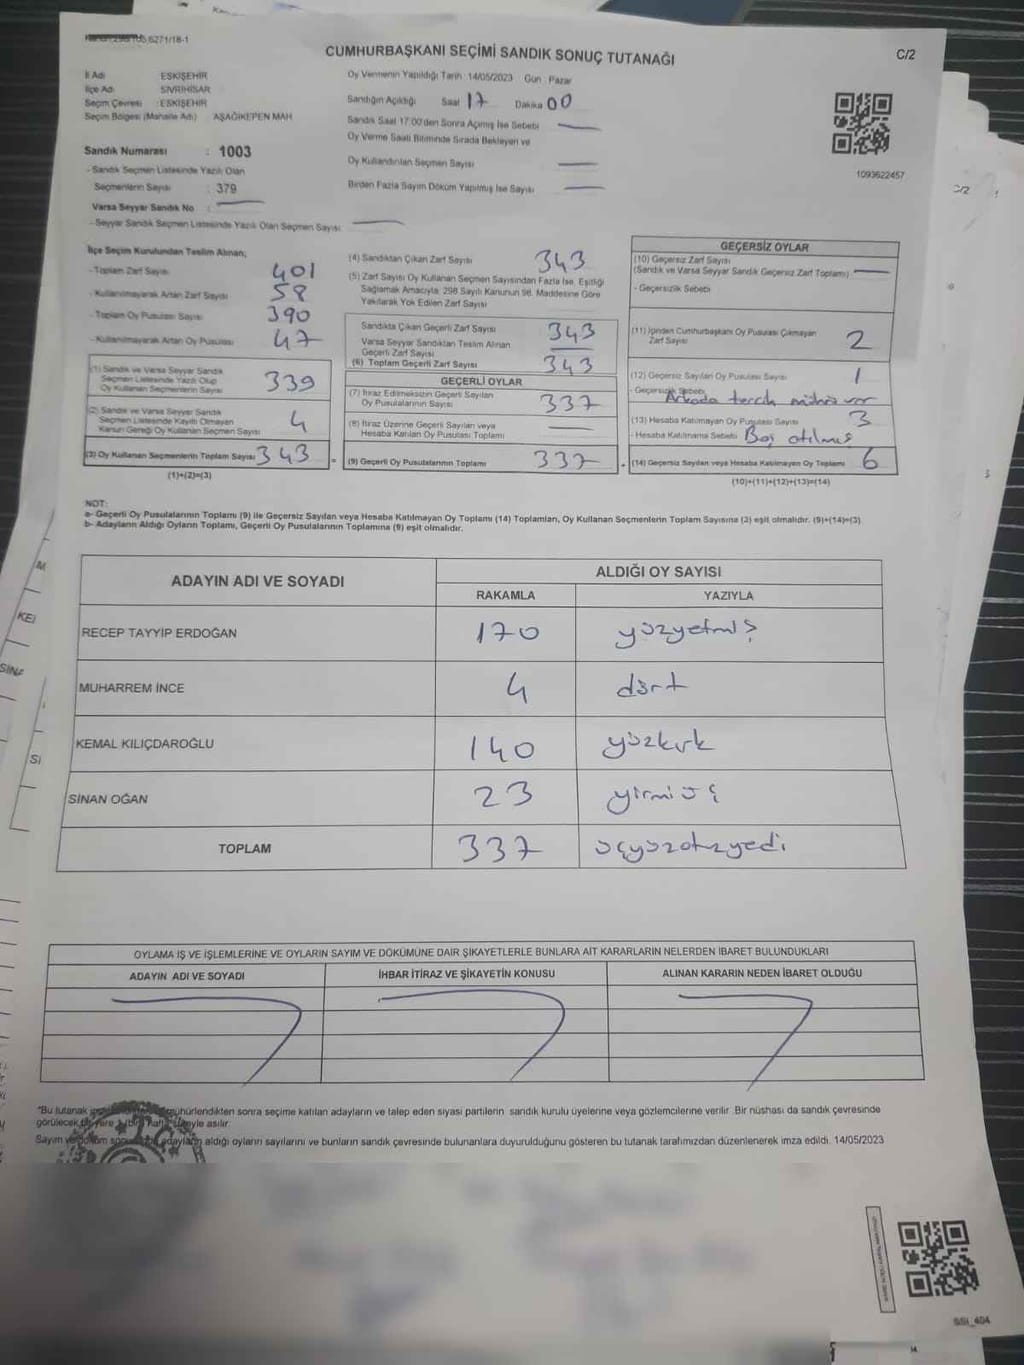 6271/18-1
CUMHURBAŞKANI SEÇİMİ SANDIK SONUÇ TUTANAĞI
C/2
İl Adı ESKİŞEHİR
İlçe Adı SİVRİHİSAR
Seçim Çevresi : ESKİŞEHİR
Seçim Bölgesi (Mahalle Adı) AŞAĞIKEPEN MAH
Sandık Numarası : 1003
- Sandık Seçmen Listesinde Yazılı Olan
Seçmenlerin Sayısı : 379
Varsa Seyyar Sandık No :
- Seyyar Sandık Seçmen Listesinde Yazılı Olan Seçmen Sayısı:
Oy Vermenin Yapıldığı Tarih 14/05/2023 Gün : Pazar
Sandığın Açıldığı Saat 17 Dakika 00
Sandık Saat 17:00'den Sonra Açılmış İse Sebebi
Oy Verme Saati Bitiminde Sırada Bekleyen ve
Oy Kullandırılan Seçmen Sayısı
Birden Fazla Sayım Döküm Yapılmış İse Sayısı
1093622457
İlçe Seçim Kurulundan Teslim Alınan;
- Toplam Zarf Sayısı 401
- Kullanılmayarak Artan Zarf Sayısı 58
- Toplam Oy Pusulası Sayısı 390
- Kullanılmayarak Artan Oy Pusulası 47
(1) Sandık ve Varsa Seyyar Sandık
Seçmen Listesinde Yazılı Olup
Oy Kullanan Seçmenlerin Sayısı 339
(2) Sandık ve Varsa Seyyar Sandık
Seçmen Listesinde Kayıtlı Olmayan
Kanun Gereği Oy Kullanan Seçmen Sayısı 4
(3) Oy Kullanan Seçmenlerin Toplam Sayısı 343
(1)+(2)=(3)
(4) Sandıktan Çıkan Zarf Sayısı 343
(5) Zarf Sayısı Oy Kullanan Seçmen Sayısından Fazla İse, Eşitliği
Sağlamak Amacıyla, 298 Sayılı Kanunun 98. Maddesine Göre
Yakılarak Yok Edilen Zarf Sayısı
Sandıkta Çıkan Geçerli Zarf Sayısı 343
Varsa Seyyar Sandıktan Teslim Alınan
Geçerli Zarf Sayısı
(6) Toplam Geçerli Zarf Sayısı 343
GEÇERLİ OYLAR
(7) İtiraz Edilmeksizin Geçerli Sayılan
Oy Pusulalarının Sayısı 337
(8) İtiraz Üzerine Geçerli Sayılan veya
Hesaba Katılan Oy Pusulası Toplamı
= (9) Geçerli Oy Pusulalarının Toplamı 337
GEÇERSİZ OYLAR
(10) Geçersiz Zarf Sayısı
(Sandık ve Varsa Seyyar Sandık Geçersiz Zarf Toplamı)
- Geçersizlik Sebebi
(11) İçinden Cumhurbaşkanı Oy Pusulası Çıkmayan
Zarf Sayısı 2
(12) Geçersiz Sayılan Oy Pusulası Sayısı 1
- Geçersizlik Sebebi Arkada tercih mührü var
(13) Hesaba Katılmayan Oy Pusulası Sayısı 3
- Hesaba Katılmama Sebebi Boş atılmış
+ (14) Geçersiz Sayılan veya Hesaba Katılmayan Oy Toplamı 6
(10)+(11)+(12)+(13)=(14)
NOT:
a- Geçerli Oy Pusulalarının Toplamı (9) ile Geçersiz Sayılan veya Hesaba Katılmayan Oy Toplamı (14) Toplamları, Oy Kullanan Seçmenlerin Toplam Sayısına (3) eşit olmalıdır. (9)+(14)=(3)
b- Adayların Aldığı Oyların Toplamı, Geçerli Oy Pusulalarının Toplamına (9) eşit olmalıdır.
ADAYIN ADI VE SOYADI
ALDIĞI OY SAYISI
RAKAMLA YAZIYLA
RECEP TAYYİP ERDOĞAN 170 yüzyetmiş
MUHARREM İNCE 4 dört
KEMAL KILIÇDAROĞLU 140 yüzkırk
SİNAN OĞAN 23 yirmiüç
TOPLAM 337 üçyüzotuzyedi
OYLAMA İŞ VE İŞLEMLERİNE VE OYLARIN SAYIM VE DÖKÜMÜNE DAİR ŞİKAYETLERLE BUNLARA AİT KARARLARIN NELERDEN İBARET BULUNDUKLARI
ADAYIN ADI VE SOYADI İHBAR İTİRAZ VE ŞİKAYETİN KONUSU ALINAN KARARIN NEDEN İBARET OLDUĞU
"Bu tutanak mühürlendikten sonra seçime katılan adayların ve talep eden siyasi partilerin sandık kurulu üyelerine veya gözlemcilerine verilir. Bir nüshası da sandık çevresinde
görülecek bir yere bir hafta süreyle asılır.
Sayım ve döküm adayların aldığı oyların sayılarını ve bunların sandık çevresinde bulunanlara duyurulduğunu gösteren bu tutanak tarafımızdan düzenlenerek imza edildi. 14/05/2023